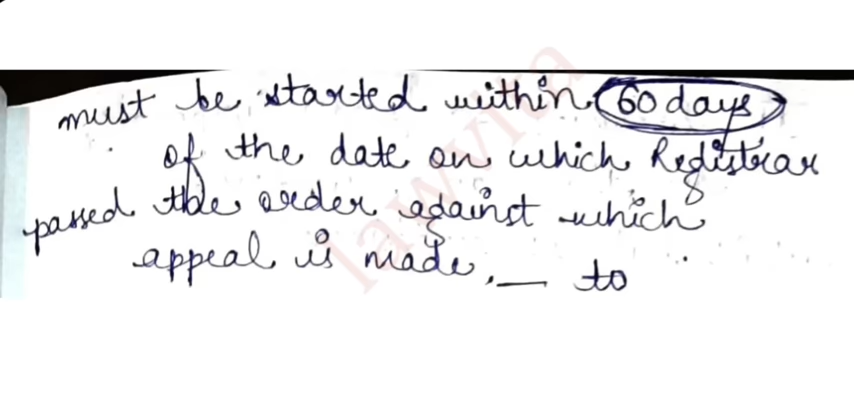 must be started within 60 days
of the date on which Registrar
passed the order against which
appeal is made, — to
lawvita